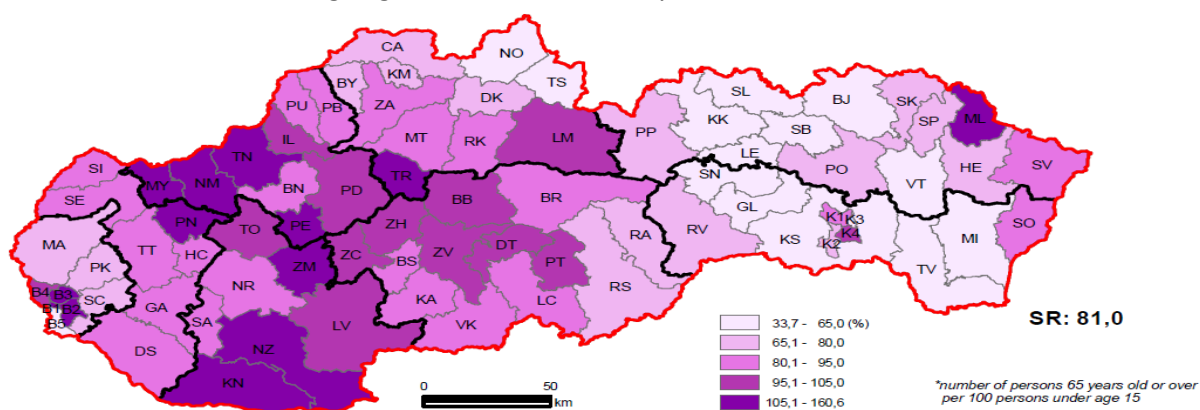 CA
NO
TS
BY
KM
DK
PU
PB
ZA
SL
BJ
SK
SP
ML
IL
MT
RK
LM
PP
KK
SB
LE
PO
HE
SV
TN
MY
NM
BN
PD
TR
SI
SE
SN
VT
PN
PE
BB
BR
GL
K1
K3
K4
K2
SO
TO
ZH
MA
TT
HC
ZM
ZC
ZV
DT
PT
RA
RV
KS
MI
PK
BS
B4
B3
SC
NR
KA
LC
RS
TV
B1
B2
B5
GA
SA
LV
VK
DS
NZ
KN
33,7 - 65,0 (%)
65,1 - 80,0
80,1 - 95,0
95,1 - 105,0
105,1 - 160,6
SR: 81,0
0 50
km
*number of persons 65 years old or over
per 100 persons under age 15